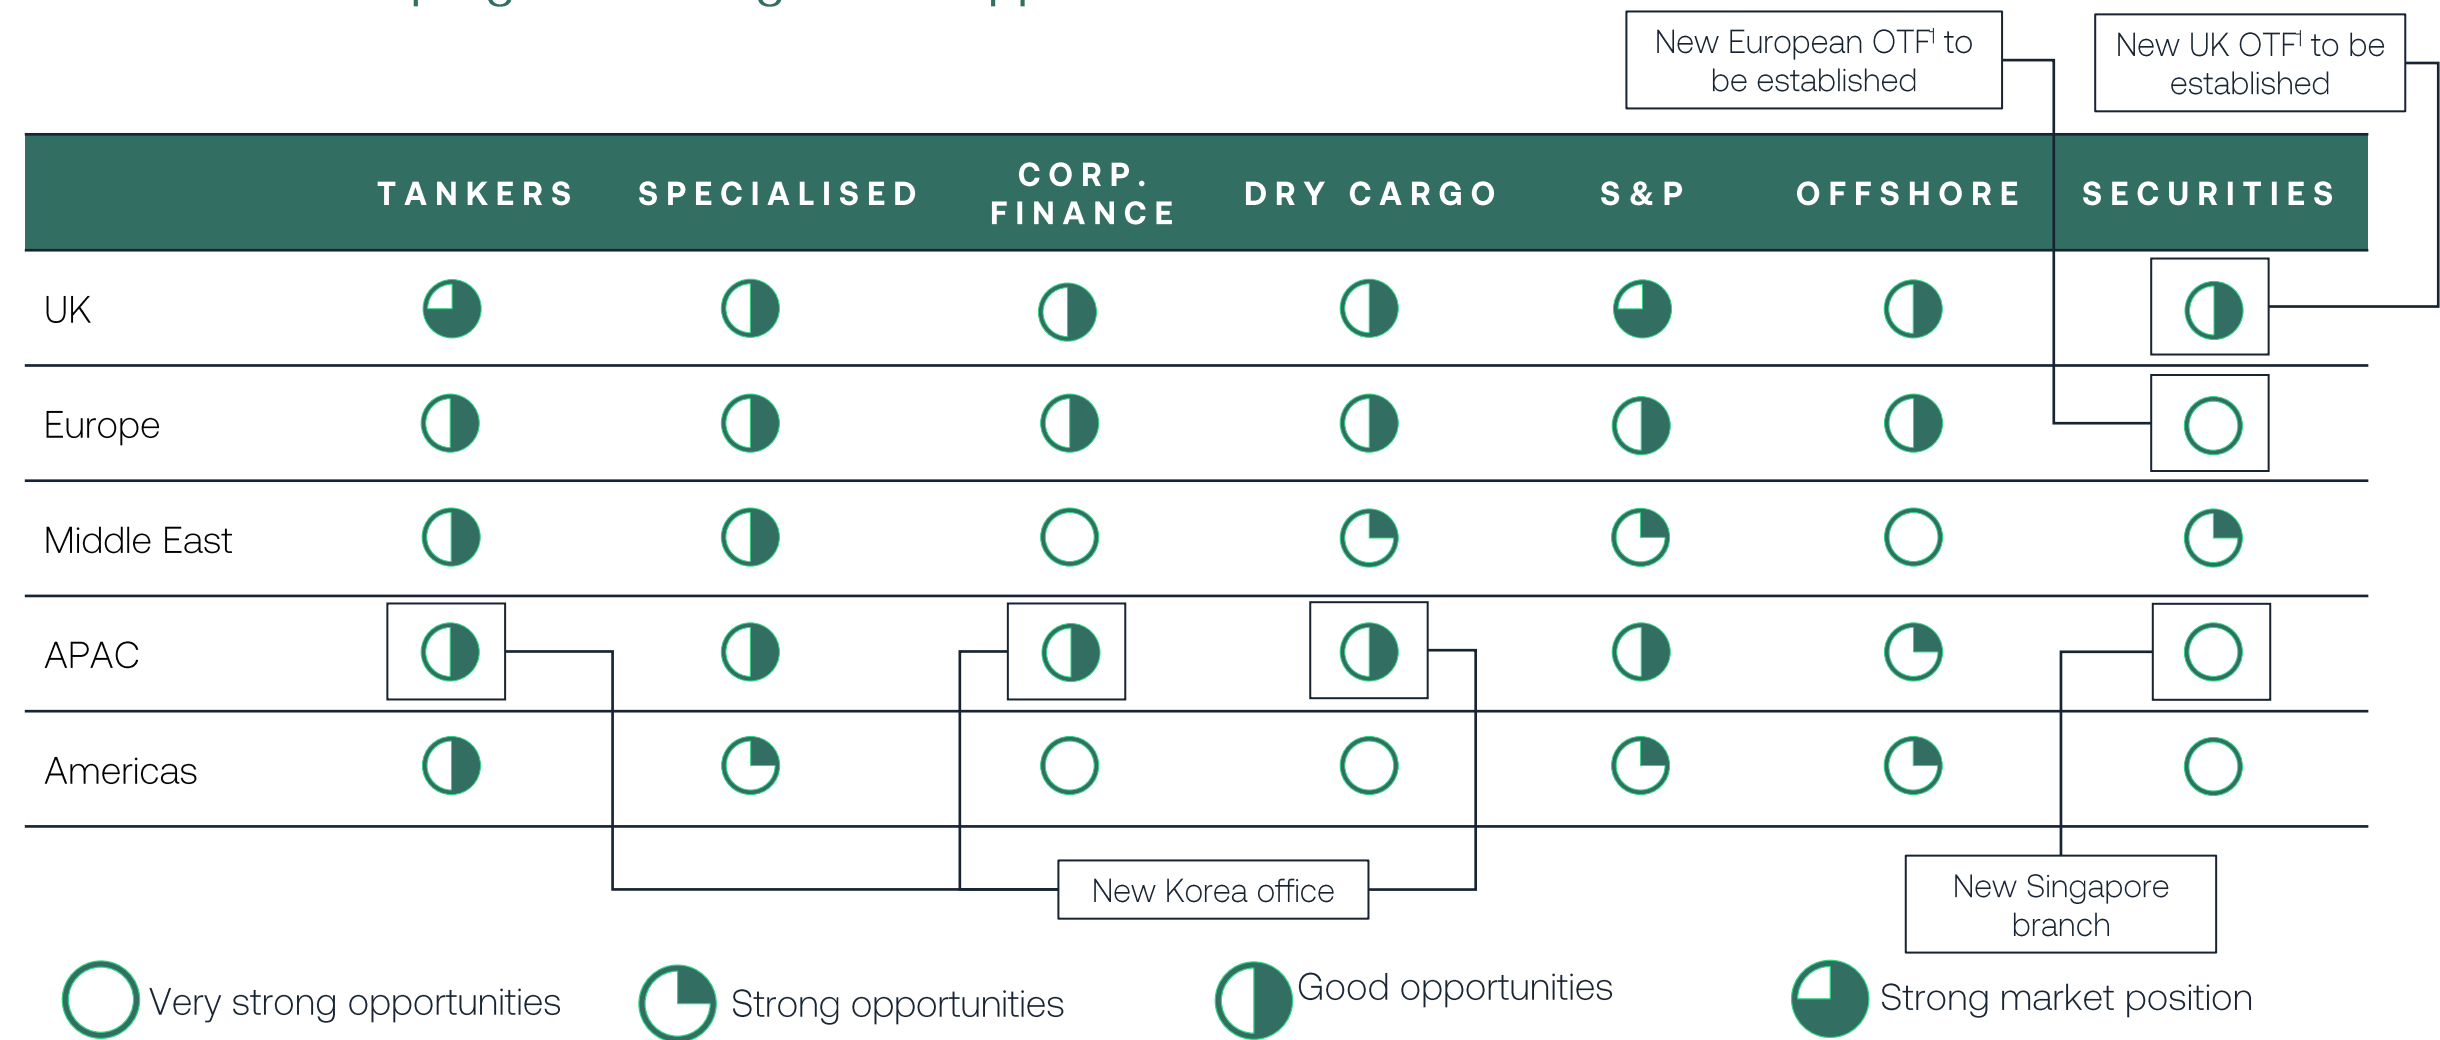 New European OTF¹ to
be established
New UK OTF¹ to be
established
TANKERS SPECIALISED CORP. FINANCE DRY CARGO S&P OFFSHORE SECURITIES
UK
Europe
Middle East
APAC
Americas
New Korea office
New Singapore
branch
Very strong opportunities
Strong opportunities
Good opportunities
Strong market position